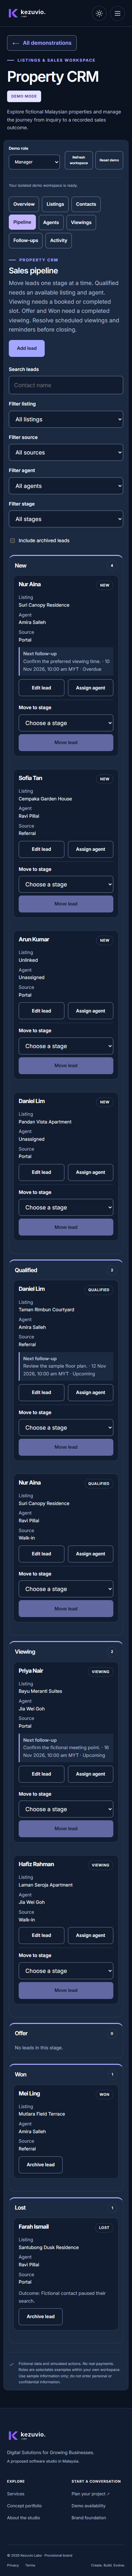 kezuvio.
LABS
← All demonstrations
LISTINGS & SALES WORKSPACE
Property CRM
DEMO MODE
Explore fictional Malaysian properties and manage
the journey from inquiry to a recorded sales
outcome.
Demo role
Manager
Refresh
workspace
Reset demo
Your isolated demo workspace is ready.
Overview
Listings
Contacts
Pipeline
Agents
Viewings
Follow-ups
Activity
PROPERTY CRM
Sales pipeline
Move leads one stage at a time. Qualified
needs an available listing and agent.
Viewing needs a booked or completed
visit. Offer and Won need a completed
viewing. Resolve scheduled viewings and
reminders before closing.
Add lead
Search leads
Contact name
Filter listing
All listings
Filter source
All sources
Filter agent
All agents
Filter stage
All stages
Include archived leads
New
4
Nur Aina
NEW
Listing
Suri Canopy Residence
Agent
Amira Salleh
Source
Portal
Next follow-up
Confirm the preferred viewing time. · 10
Nov 2026, 10:00 am MYT · Overdue
Edit lead
Assign agent
Move to stage
Choose a stage
Move lead
Sofia Tan
NEW
Listing
Cempaka Garden House
Agent
Ravi Pillai
Source
Referral
Edit lead
Assign agent
Move to stage
Choose a stage
Move lead
Arun Kumar
NEW
Listing
Unlinked
Agent
Unassigned
Source
Portal
Edit lead
Assign agent
Move to stage
Choose a stage
Move lead
Daniel Lim
NEW
Listing
Pandan Vista Apartment
Agent
Unassigned
Source
Portal
Edit lead
Assign agent
Move to stage
Choose a stage
Move lead
Qualified
2
Daniel Lim
QUALIFIED
Listing
Taman Rimbun Courtyard
Agent
Amira Salleh
Source
Referral
Next follow-up
Review the sample floor plan. · 12 Nov
2026, 10:00 am MYT · Upcoming
Edit lead
Assign agent
Move to stage
Choose a stage
Move lead
Nur Aina
QUALIFIED
Listing
Suri Canopy Residence
Agent
Ravi Pillai
Source
Walk-in
Edit lead
Assign agent
Move to stage
Choose a stage
Move lead
Viewing
2
Priya Nair
VIEWING
Listing
Bayu Meranti Suites
Agent
Jia Wei Goh
Source
Portal
Next follow-up
Confirm the fictional meeting point. · 16
Nov 2026, 10:00 am MYT · Upcoming
Edit lead
Assign agent
Move to stage
Choose a stage
Move lead
Hafiz Rahman
VIEWING
Listing
Laman Seroja Apartment
Agent
Jia Wei Goh
Source
Walk-in
Edit lead
Assign agent
Move to stage
Choose a stage
Move lead
Offer
0
No leads in this stage.
Won
1
Mei Ling
WON
Listing
Mutiara Field Terrace
Agent
Amira Salleh
Source
Referral
Archive lead
Lost
1
Farah Ismail
LOST
Listing
Santubong Dusk Residence
Agent
Ravi Pillai
Source
Portal
Outcome: Fictional contact paused their
search.
Archive lead
Fictional data and simulated actions. No real payments.
kezuvio.
LABS
Digital Solutions for Growing Businesses.
A proposed software studio in Malaysia.
EXPLORE
START A CONVERSATION
Services
Plan your project ↗
Concept portfolio
Demo availability
About the studio
Brand foundation
© 2026 Kezuvio Labs · Provisional brand
Privacy
Terms
Create. Build. Evolve.